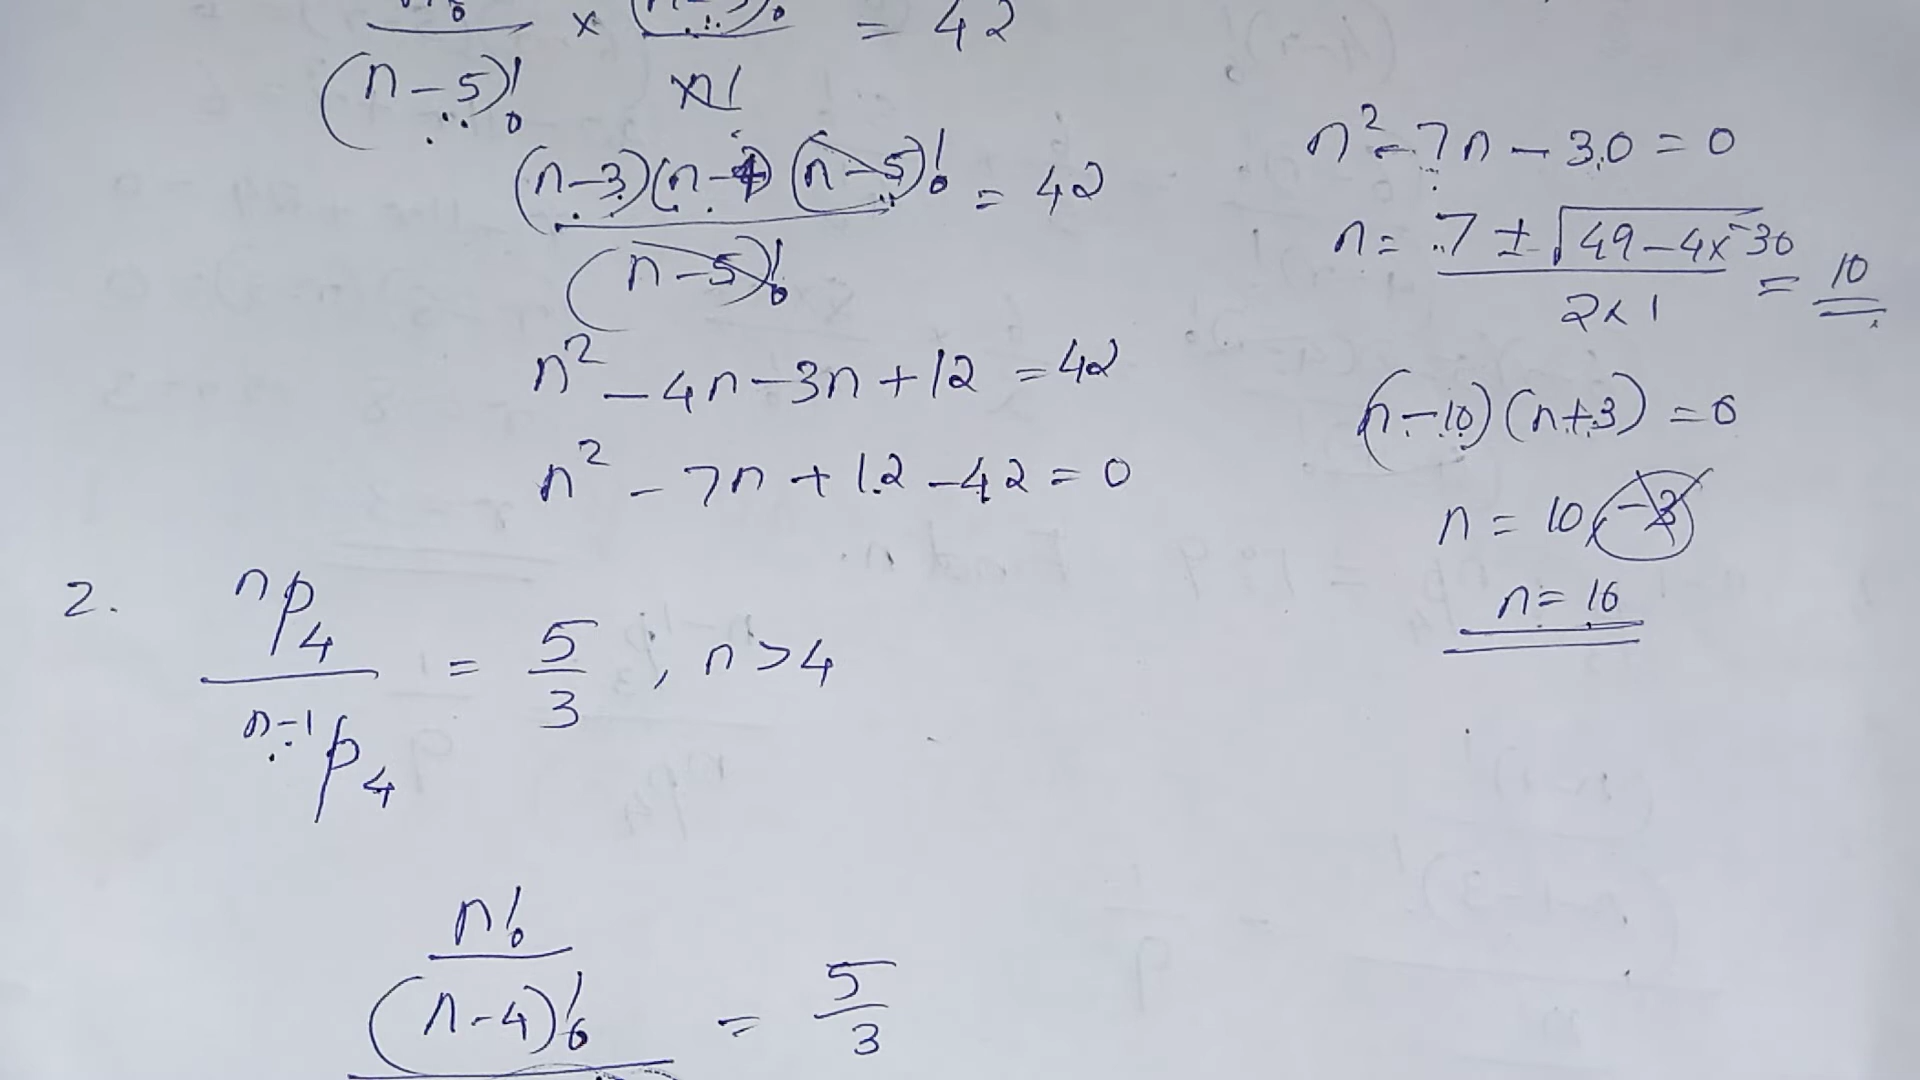 × = 42
(n-5)! n!
(n-3)(n-4)(n-5)! = 42
(n-5)!
n² - 4n - 3n + 12 = 42
n² - 7n + 12 - 42 = 0
n² - 7n - 30 = 0
n = 7 ± √49 - 4× -30 = 10
2×1
(n-10)(n+3) = 0
n = 10, -3
n = 10
2. nP4 = 5 , n > 4
n-1P4 3
n! = 5
(n-4)! 3